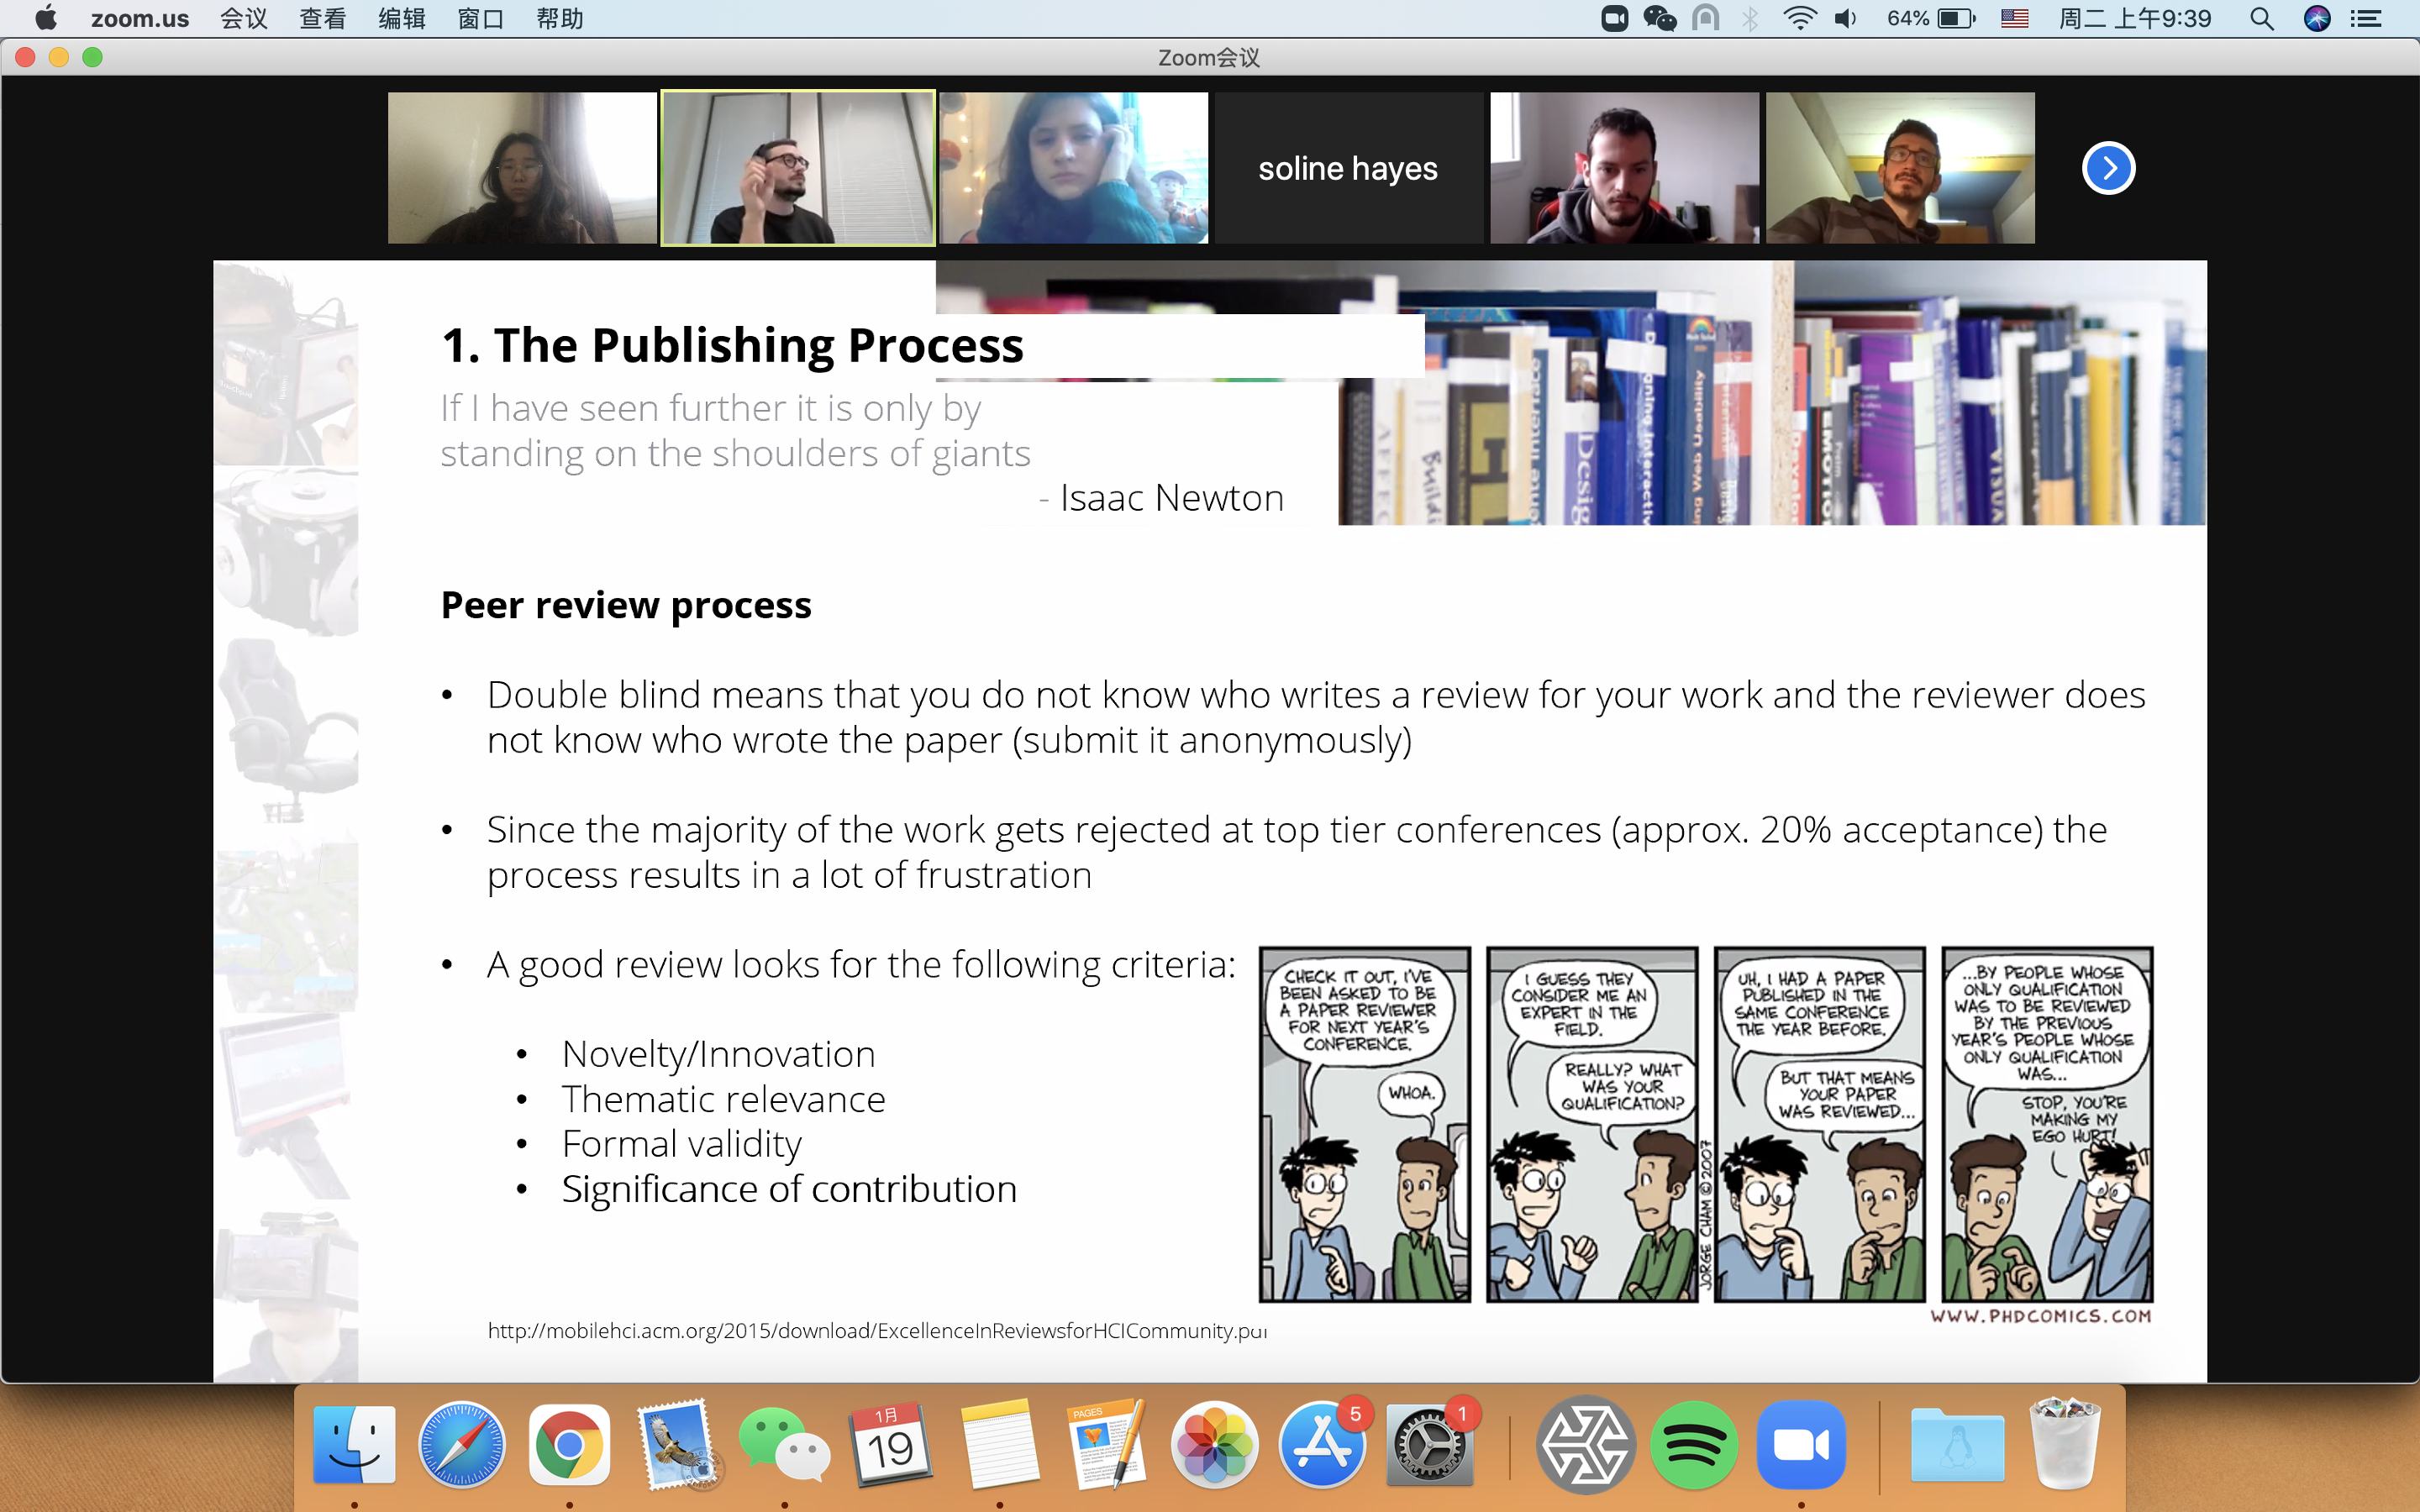 zoom.us 会议 查看 编辑 窗口 帮助 64% 周二 上午9:39
Zoom会议
soline hayes
1. The Publishing Process
If I have seen further it is only by
standing on the shoulders of giants
- Isaac Newton
Peer review process
• Double blind means that you do not know who writes a review for your work and the reviewer does
not know who wrote the paper (submit it anonymously)
• Since the majority of the work gets rejected at top tier conferences (approx. 20% acceptance) the
process results in a lot of frustration
• A good review looks for the following criteria:
• Novelty/Innovation
• Thematic relevance
• Formal validity
• Significance of contribution
CHECK IT OUT, I'VE
BEEN ASKED TO BE
A PAPER REVIEWER
FOR NEXT YEAR'S
CONFERENCE.
WHOA.
I GUESS THEY
CONSIDER ME AN
EXPERT IN THE
FIELD.
REALLY? WHAT
WAS YOUR
QUALIFICATION?
UH, I HAD A PAPER
PUBLISHED IN THE
SAME CONFERENCE
THE YEAR BEFORE.
BUT THAT MEANS
YOUR PAPER
WAS REVIEWED...
...BY PEOPLE WHOSE
ONLY QUALIFICATION
WAS TO BE REVIEWED
BY THE PREVIOUS
YEAR'S PEOPLE WHOSE
ONLY QUALIFICATION
WAS...
STOP, YOU'RE
MAKING MY
EGO HURT!
JORGE CHAM © 2007
WWW.PHDCOMICS.COM
http://mobilehci.acm.org/2015/download/ExcellenceInReviewsforHCICommunity
1月
19
PAGES
5
1